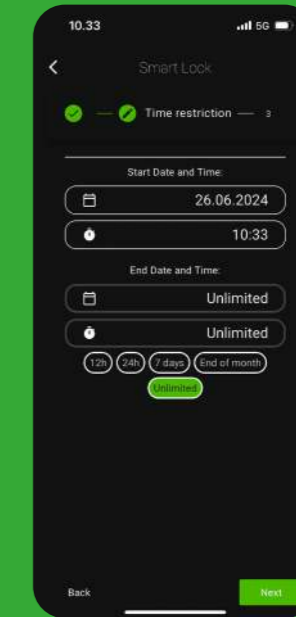 10.33 5G
Smart Lock
Time restriction 3
Start Date and Time:
26.06.2024
10:33
End Date and Time:
Unlimited
Unlimited
12h 24h 7 days End of month
Unlimited
Back Next